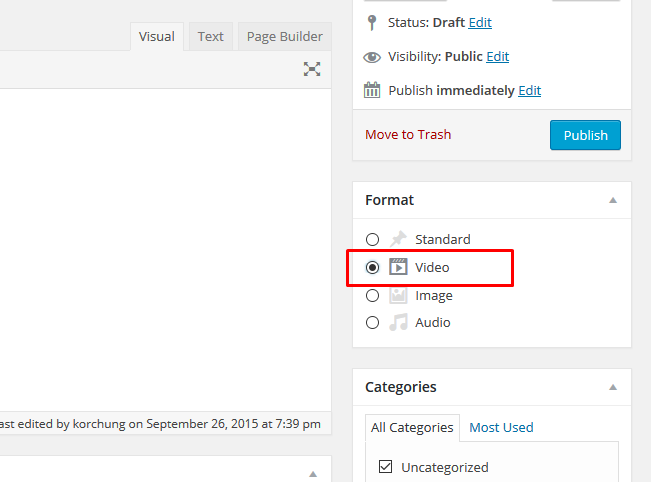 Visual Text Page Builder
ast edited by korchung on September 26, 2015 at 7:39 pm
Status: Draft Edit
Visibility: Public Edit
Publish immediately Edit
Move to Trash Publish
Format
Standard
Video
Image
Audio
Categories
All Categories Most Used
Uncategorized